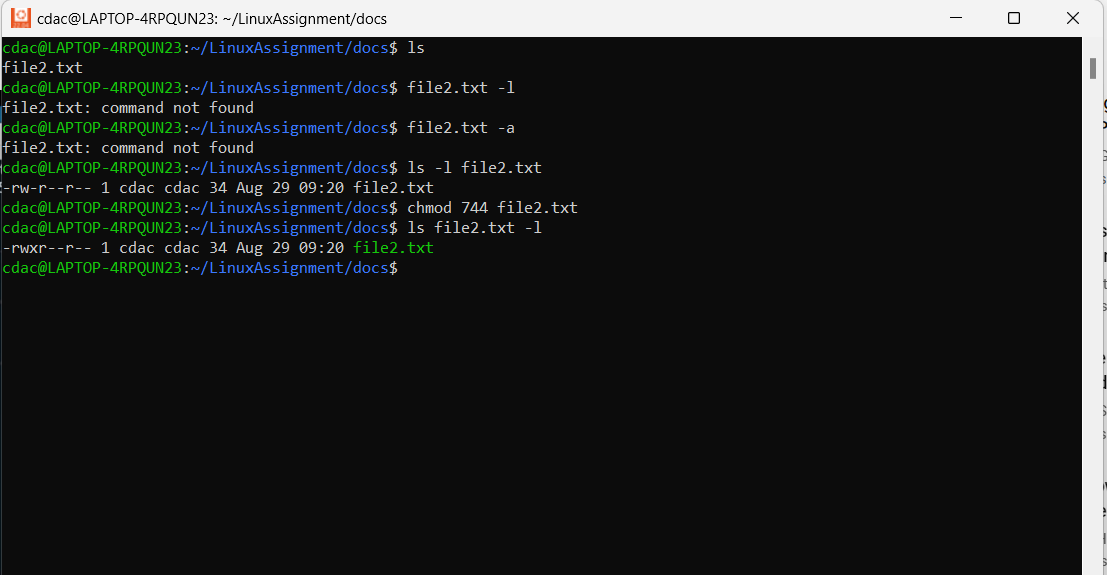 cdac@LAPTOP-4RPQUN23: ~/LinuxAssignment/docs
cdac@LAPTOP-4RPQUN23:~/LinuxAssignment/docs$ ls
file2.txt
cdac@LAPTOP-4RPQUN23:~/LinuxAssignment/docs$ file2.txt -l
file2.txt: command not found
cdac@LAPTOP-4RPQUN23:~/LinuxAssignment/docs$ file2.txt -a
file2.txt: command not found
cdac@LAPTOP-4RPQUN23:~/LinuxAssignment/docs$ ls -l file2.txt
-rw-r--r-- 1 cdac cdac 34 Aug 29 09:20 file2.txt
cdac@LAPTOP-4RPQUN23:~/LinuxAssignment/docs$ chmod 744 file2.txt
cdac@LAPTOP-4RPQUN23:~/LinuxAssignment/docs$ ls file2.txt -l
-rwxr--r-- 1 cdac cdac 34 Aug 29 09:20 file2.txt
cdac@LAPTOP-4RPQUN23:~/LinuxAssignment/docs$